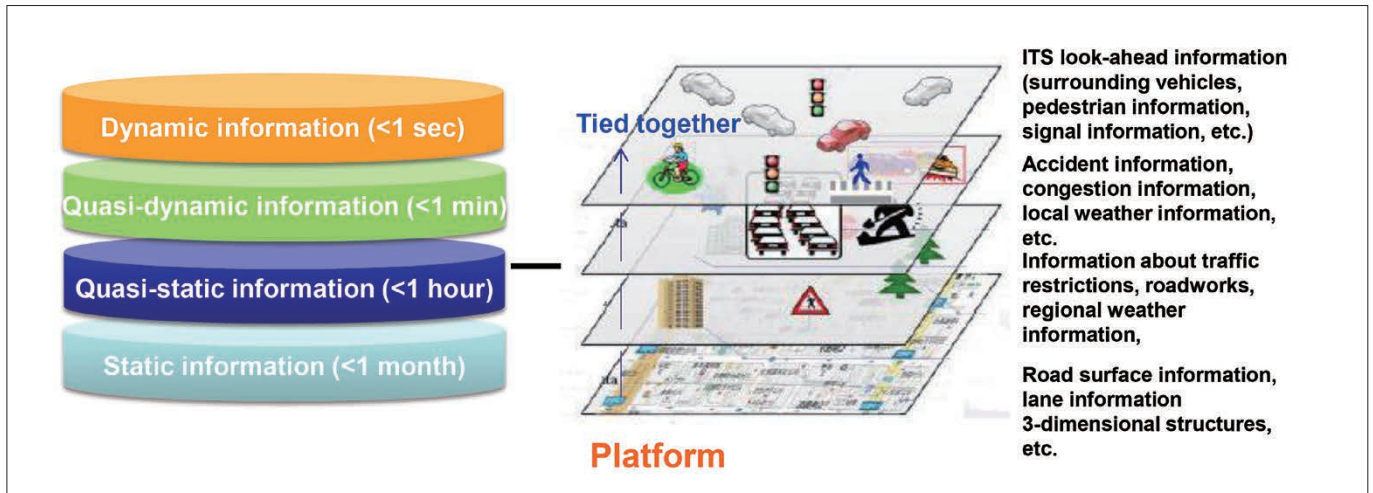 Dynamic information (<1 sec)
Quasi-dynamic information (<1 min)
Quasi-static information (<1 hour)
Static information (<1 month)
Tied together
Platform
ITS look-ahead information
(surrounding vehicles,
pedestrian information,
signal information, etc.)
Accident information,
congestion information,
local weather information,
etc.
Information about traffic
restrictions, roadworks,
regional weather
information,
Road surface information,
lane information
3-dimensional structures,
etc.